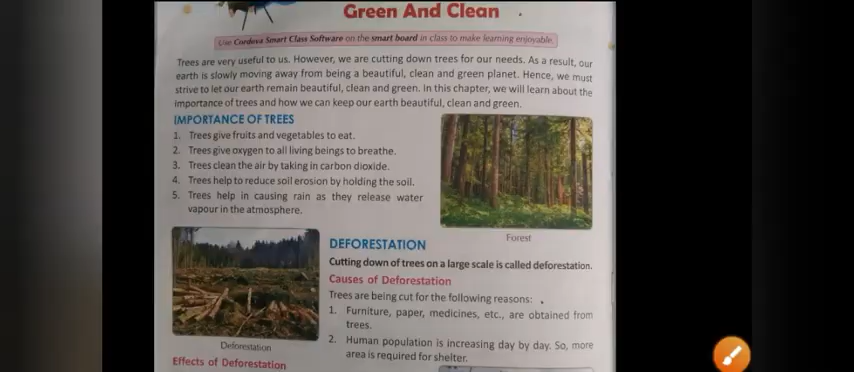 Green And Clean
Use Cordova Smart Class Software on the smart board in class to make learning enjoyable.
Trees are very useful to us. However, we are cutting down trees for our needs. As a result, our
earth is slowly moving away from being a beautiful, clean and green planet. Hence, we must
strive to let our earth remain beautiful, clean and green. In this chapter, we will learn about the
importance of trees and how we can keep our earth beautiful, clean and green.
IMPORTANCE OF TREES
1. Trees give fruits and vegetables to eat.
2. Trees give oxygen to all living beings to breathe.
3. Trees clean the air by taking in carbon dioxide.
4. Trees help to reduce soil erosion by holding the soil.
5. Trees help in causing rain as they release water
vapour in the atmosphere.
Forest
DEFORESTATION
Cutting down of trees on a large scale is called deforestation.
Causes of Deforestation
Trees are being cut for the following reasons:
1. Furniture, paper, medicines, etc., are obtained from
trees.
2. Human population is increasing day by day. So, more
area is required for shelter.
Deforestation
Effects of Deforestation